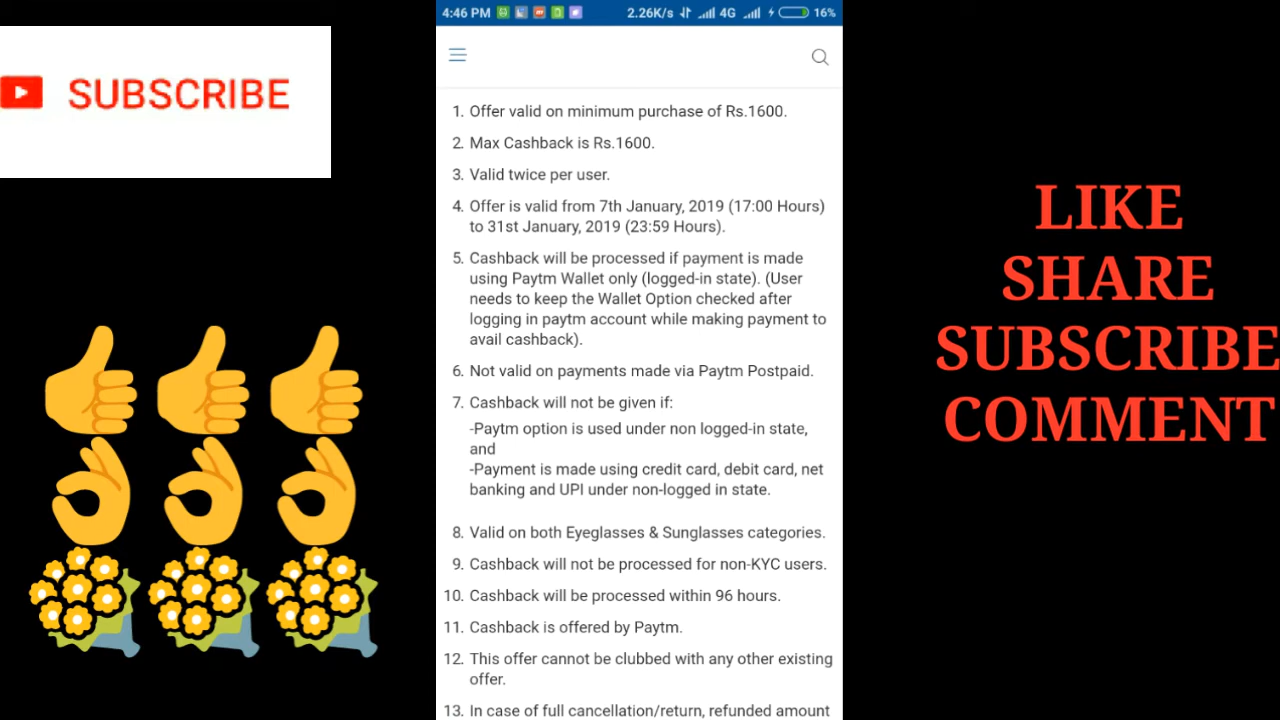 SUBSCRIBE
4:46 PM 2.26K/s 4G 16%
1. Offer valid on minimum purchase of Rs.1600.
2. Max Cashback is Rs.1600.
3. Valid twice per user.
4. Offer is valid from 7th January, 2019 (17:00 Hours)
to 31st January, 2019 (23:59 Hours).
5. Cashback will be processed if payment is made
using Paytm Wallet only (logged-in state). (User
needs to keep the Wallet Option checked after
logging in paytm account while making payment to
avail cashback).
6. Not valid on payments made via Paytm Postpaid.
7. Cashback will not be given if:
-Paytm option is used under non logged-in state,
and
-Payment is made using credit card, debit card, net
banking and UPI under non-logged in state.
8. Valid on both Eyeglasses & Sunglasses categories.
9. Cashback will not be processed for non-KYC users.
10. Cashback will be processed within 96 hours.
11. Cashback is offered by Paytm.
12. This offer cannot be clubbed with any other existing
offer.
13. In case of full cancellation/return, refunded amount
LIKE
SHARE
SUBSCRIBE
COMMENT